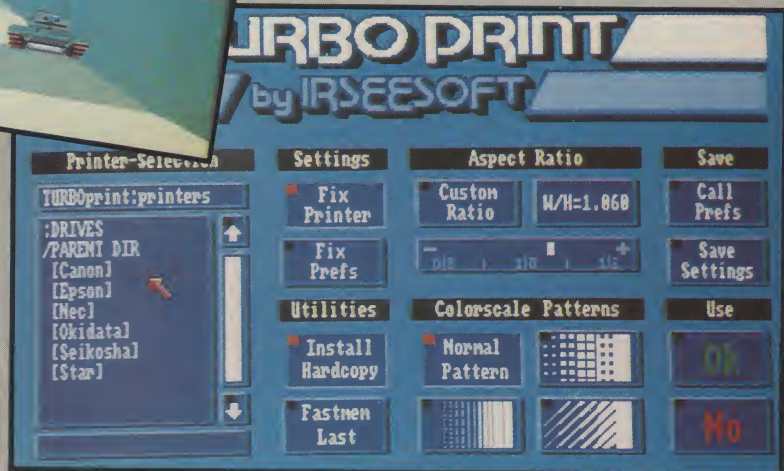 URBO PRINT
by IRSEESOFT
Printer-Selection
Settings
Aspect Ratio
Save
TURBOprint:printers
Fix
Printer
Custom
Ratio
W/H=1.060
Call
Prefs
:DRIVES
/PARENT DIR
[Canon]
[Epson]
[Nec]
[Okidata]
[Seikosha]
[Star]
Fix
Prefs
Save
Settings
Utilities
Colorscale Patterns
Use
Install
Hardcopy
Normal
Pattern
Ok
Fastmem
Last
No